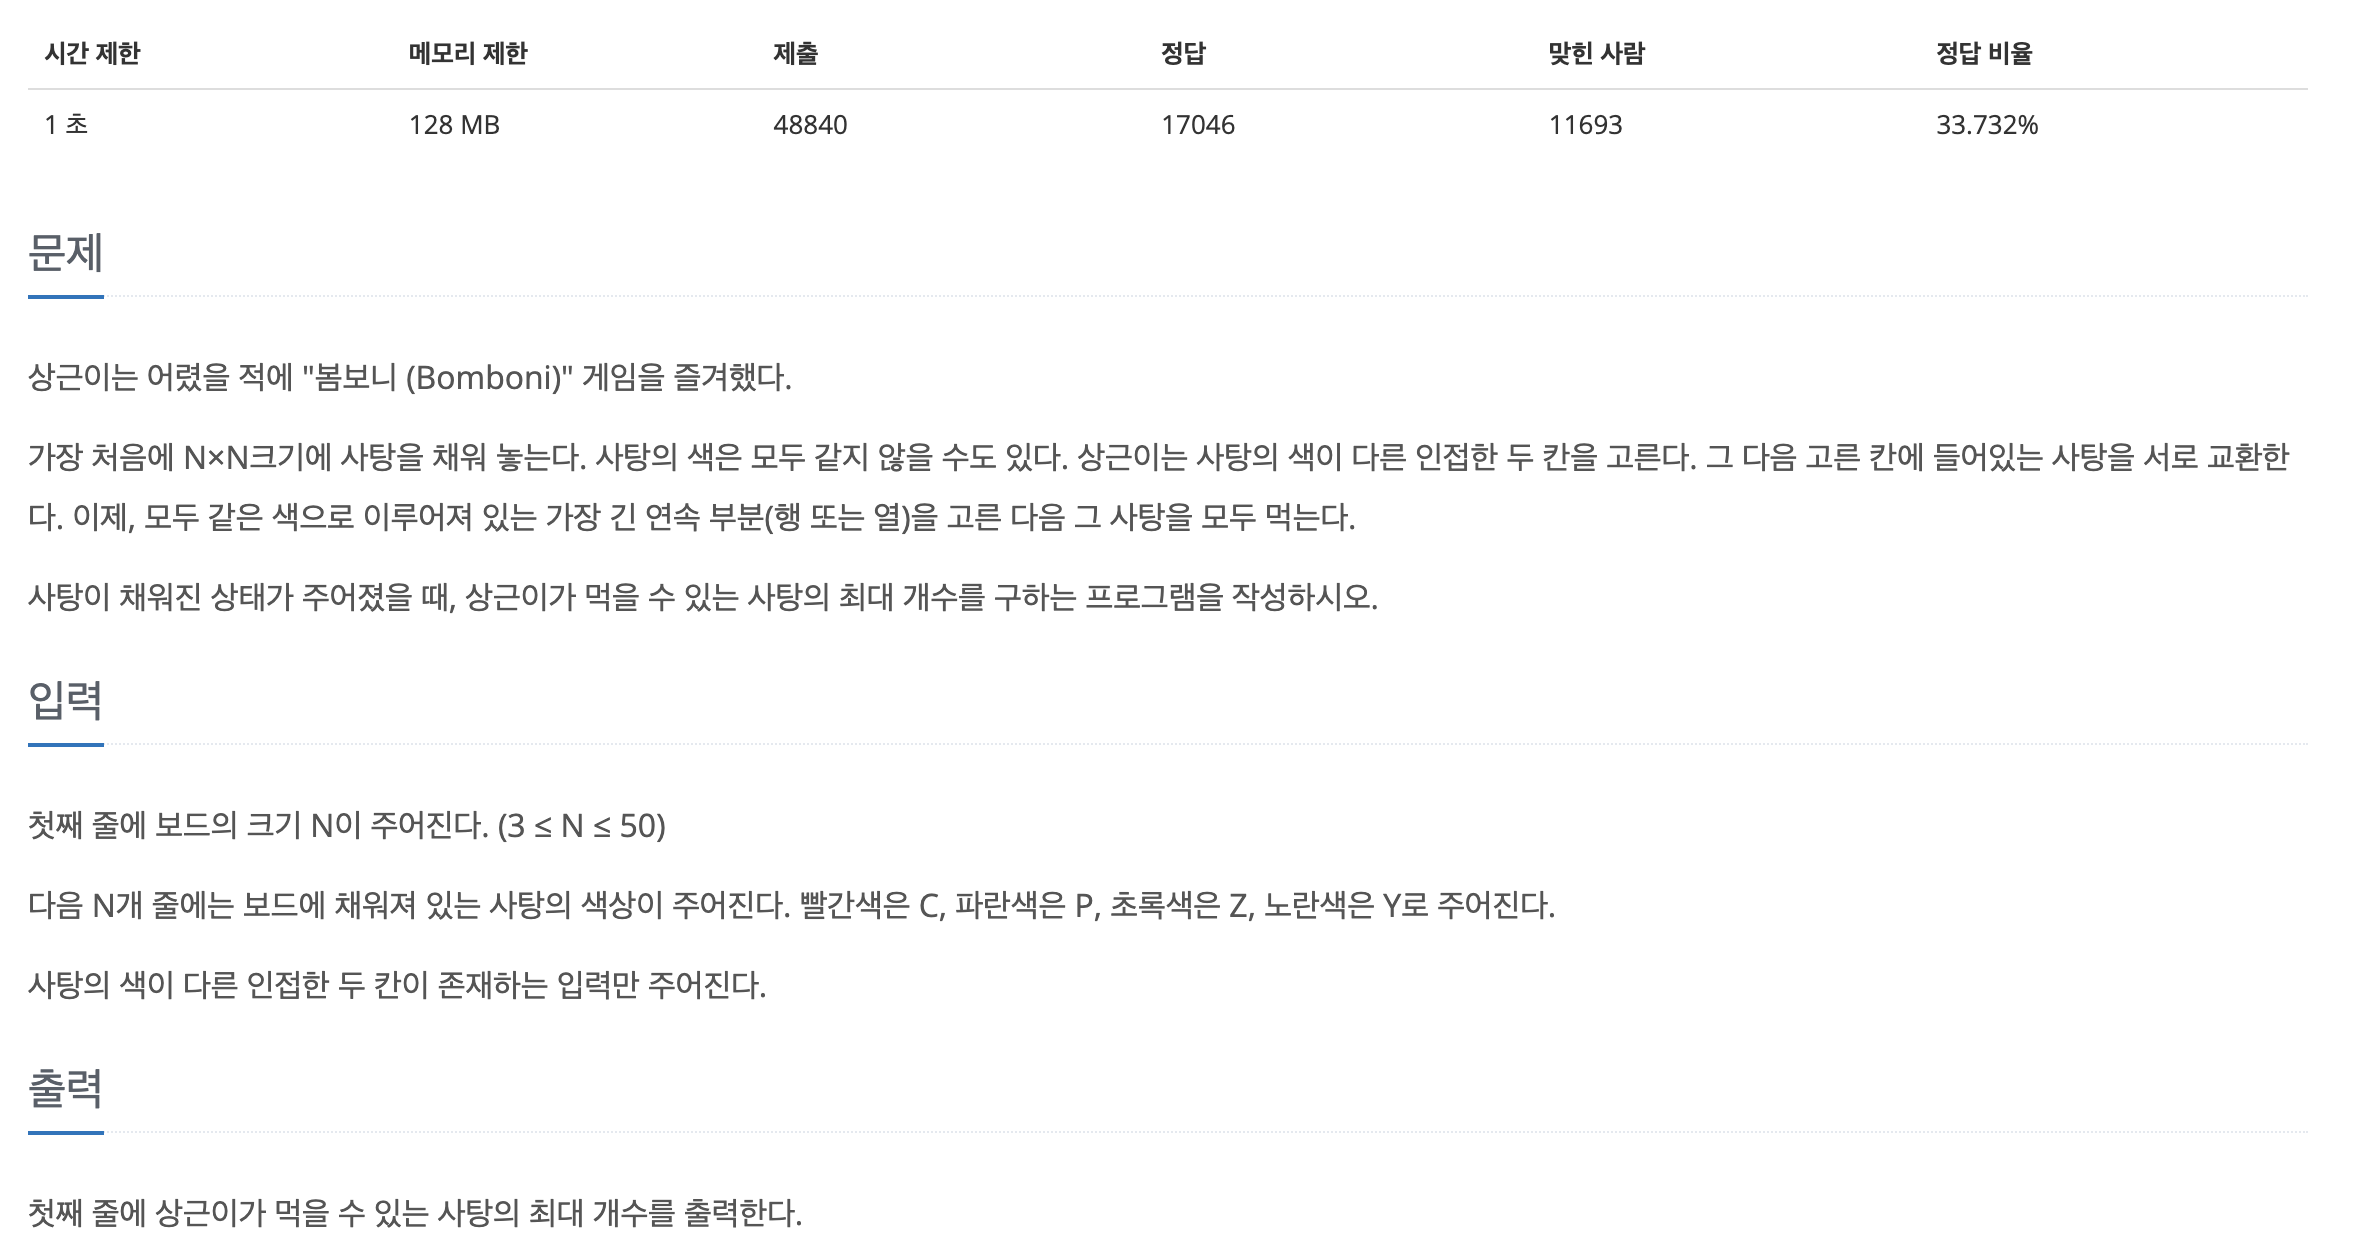 시간 제한 메모리 제한 제출 정답 맞힌 사람 정답 비율
1 초 128 MB 48840 17046 11693 33.732%
문제
상근이는 어렸을 적에 "봄보니 (Bomboni)" 게임을 즐겨했다.
가장 처음에 N×N크기에 사탕을 채워 놓는다. 사탕의 색은 모두 같지 않을 수도 있다. 상근이는 사탕의 색이 다른 인접한 두 칸을 고른다. 그 다음 고른 칸에 들어있는 사탕을 서로 교환한
다. 이제, 모두 같은 색으로 이루어져 있는 가장 긴 연속 부분(행 또는 열)을 고른 다음 그 사탕을 모두 먹는다.
사탕이 채워진 상태가 주어졌을 때, 상근이가 먹을 수 있는 사탕의 최대 개수를 구하는 프로그램을 작성하시오.
입력
첫째 줄에 보드의 크기 N이 주어진다. (3 ≤ N ≤ 50)
다음 N개 줄에는 보드에 채워져 있는 사탕의 색상이 주어진다. 빨간색은 C, 파란색은 P, 초록색은 Z, 노란색은 Y로 주어진다.
사탕의 색이 다른 인접한 두 칸이 존재하는 입력만 주어진다.
출력
첫째 줄에 상근이가 먹을 수 있는 사탕의 최대 개수를 출력한다.